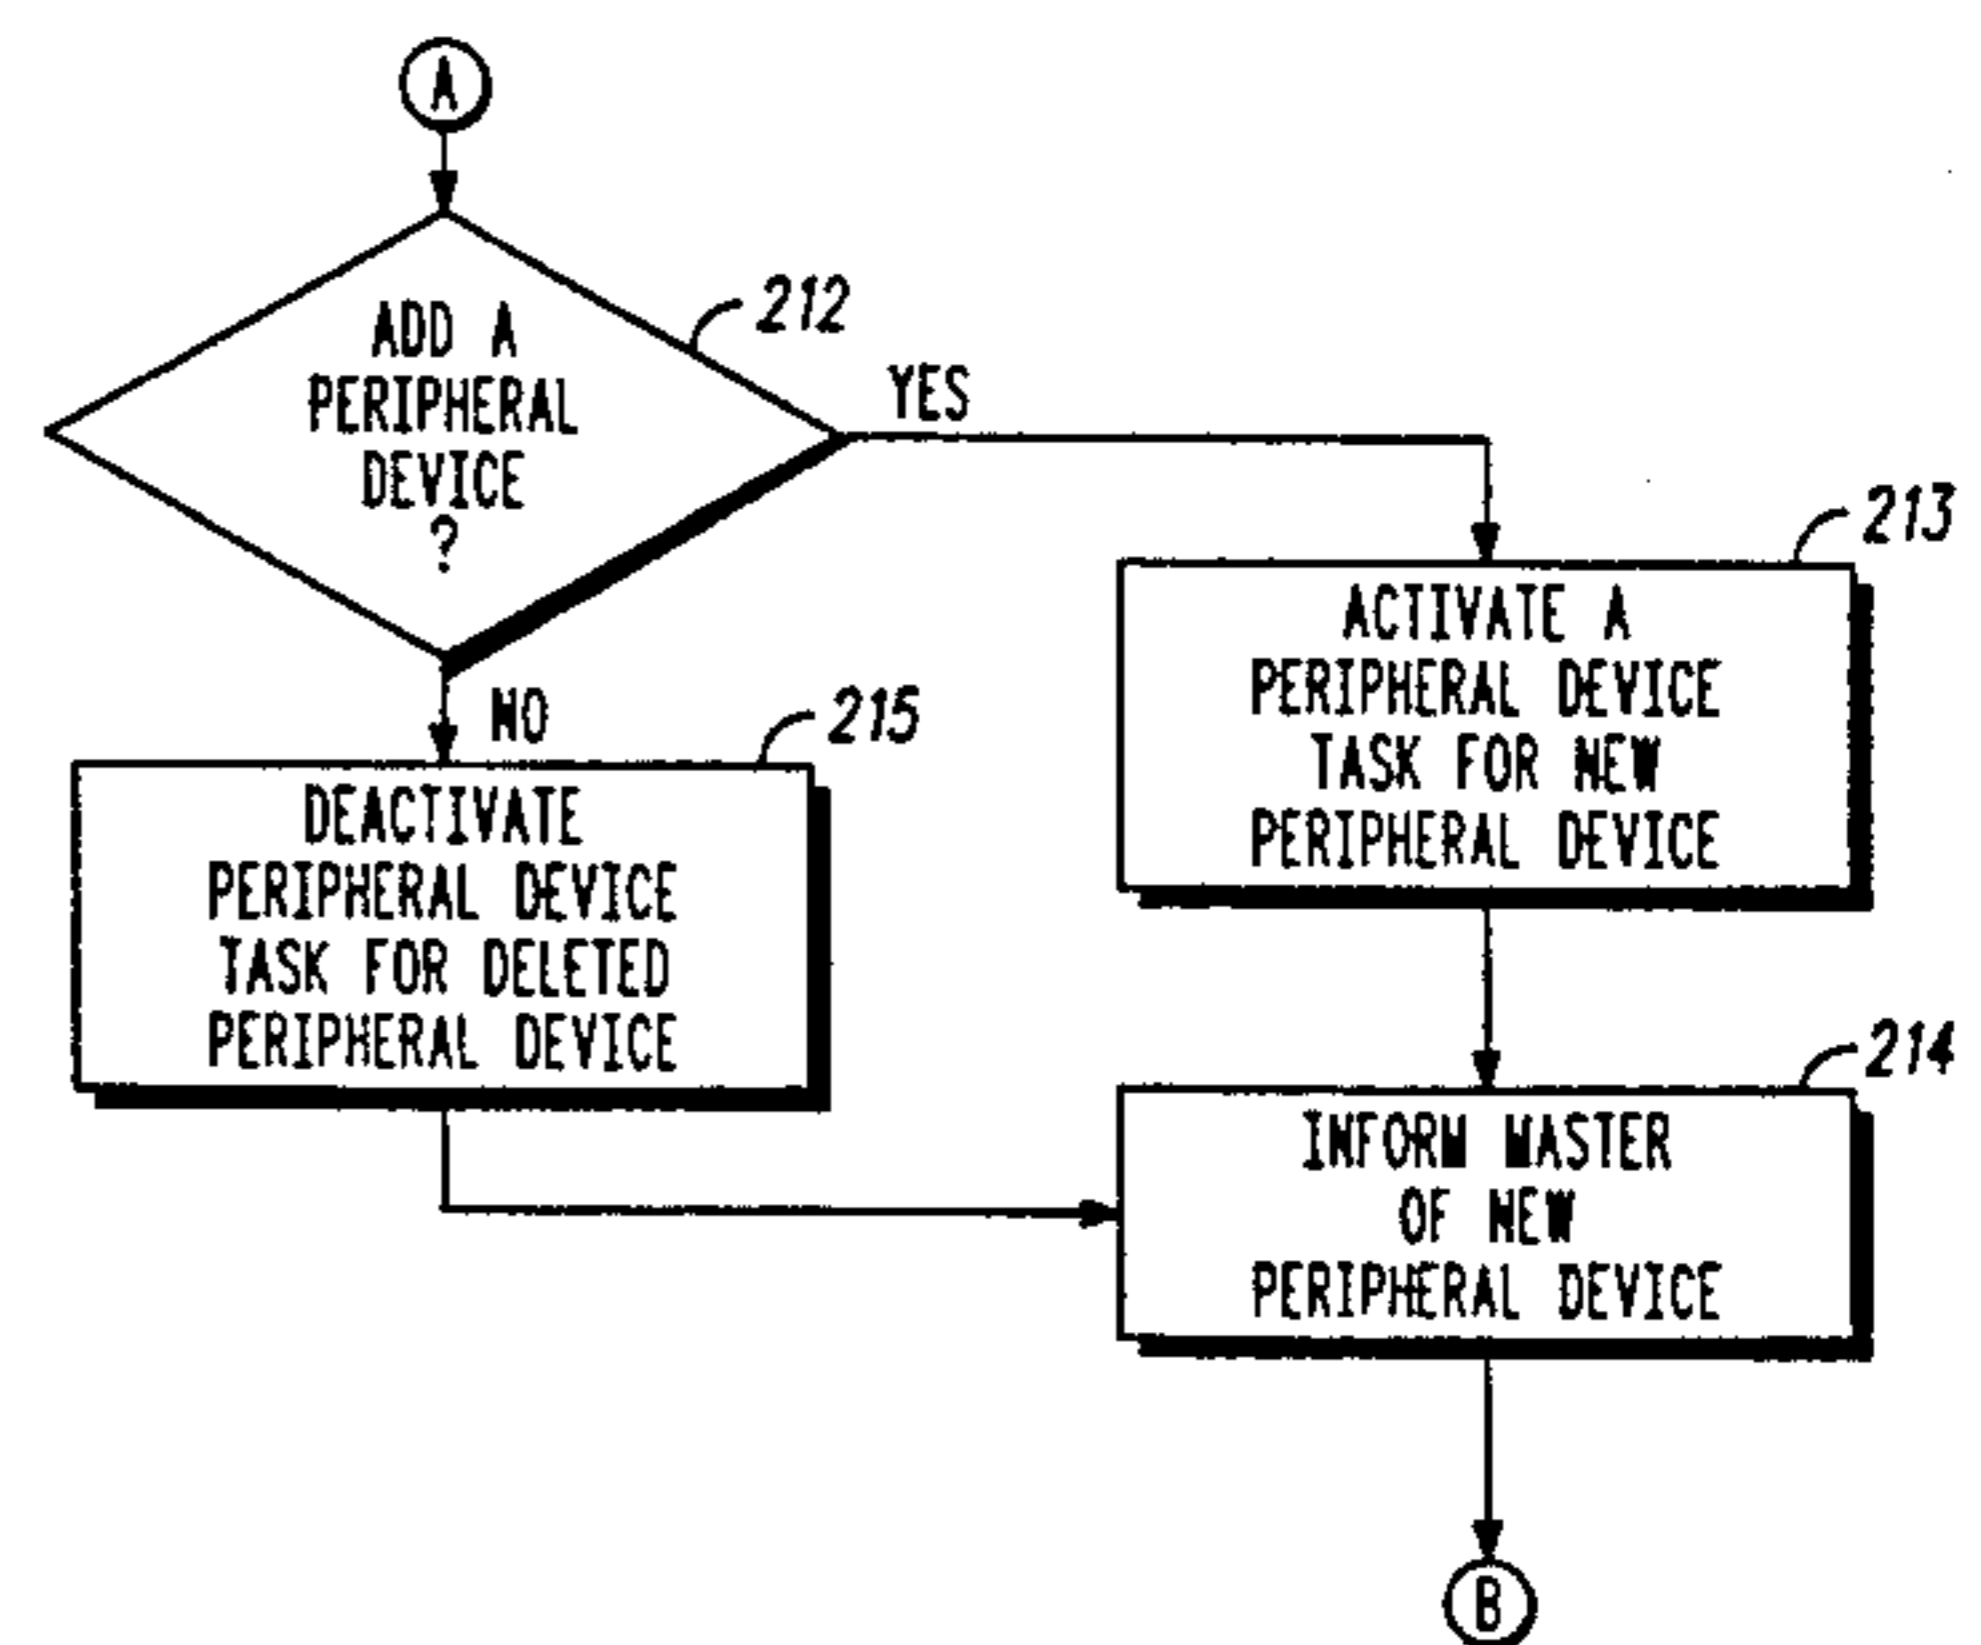 A
ADD A
PERIPHERAL
DEVICE
?
212
YES
213
ACTIVATE A
PERIPHERAL DEVICE
TASK FOR NEW
PERIPHERAL DEVICE
NO
215
DEACTIVATE
PERIPHERAL DEVICE
TASK FOR DELETED
PERIPHERAL DEVICE
214
INFORM MASTER
OF NEW
PERIPHERAL DEVICE
B